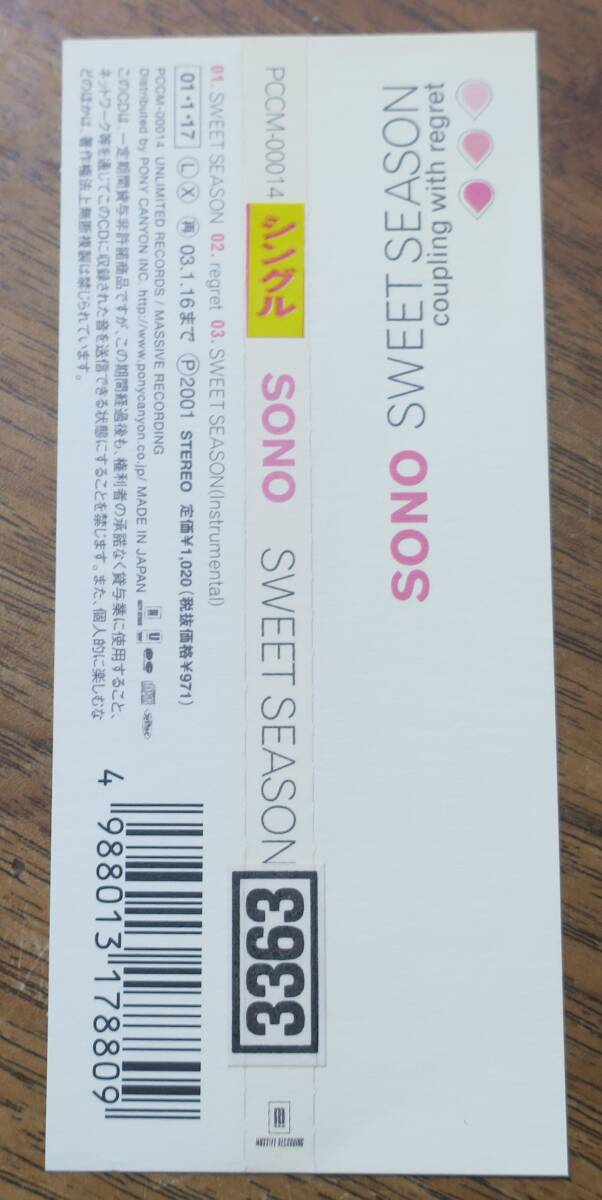 coupling with regret
SONO SWEET SEASON
PCCM-00014
SONO SWEET SEASON
3363
01. SWEET SEASON 02. regret 03. SWEET SEASON(Instrumental)
01・1・17 Ⓛ Ⓧ ㊢ 03.1.16まで Ⓟ2001 STEREO 定価¥1,020(税抜価格¥971)
PCCM-00014 UNLIMITED RECORDS / MASSIVE RECORDING
Distributed by PONY CANYON INC. http://www.ponycanyon.co.jp/ MADE IN JAPAN
このCDは、一定期間貸与非許諾商品ですが、この期間経過後も、権利者の承諾なく貸与業に使用すること、
ネットワーク等を通じてこのCDに収録された音を送信できる状態にすることを禁じます。また、個人的に楽しむな
どのほかは、著作権法上無断複製は禁じられています。
4 988013 178809